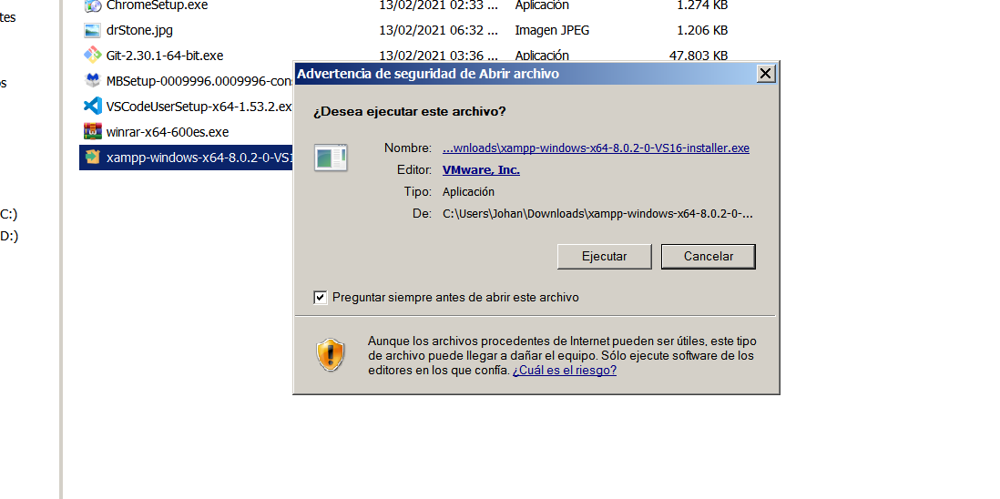 ChromeSetup.exe 13/02/2021 02:33 ... Aplicación 1.274 KB
tes
drStone.jpg 13/02/2021 06:32 ... Imagen JPEG 1.206 KB
Git-2.30.1-64-bit.exe 13/02/2021 03:36 ... Aplicación 47.803 KB
Advertencia de seguridad de Abrir archivo
MBSetup-0009996.0009996-cons
os
VSCodeUserSetup-x64-1.53.2.ex
winrar-x64-600es.exe
xampp-windows-x64-8.0.2-0-VS1
C:)
D:)
¿Desea ejecutar este archivo?
Nombre: ...wnloads\xampp-windows-x64-8.0.2-0-VS16-installer.exe
Editor: VMware, Inc.
Tipo: Aplicación
De: C:\Users\Johan\Downloads\xampp-windows-x64-8.0.2-0-...
Ejecutar Cancelar
Preguntar siempre antes de abrir este archivo
Aunque los archivos procedentes de Internet pueden ser útiles, este tipo
de archivo puede llegar a dañar el equipo. Sólo ejecute software de los
editores en los que confía. ¿Cuál es el riesgo?